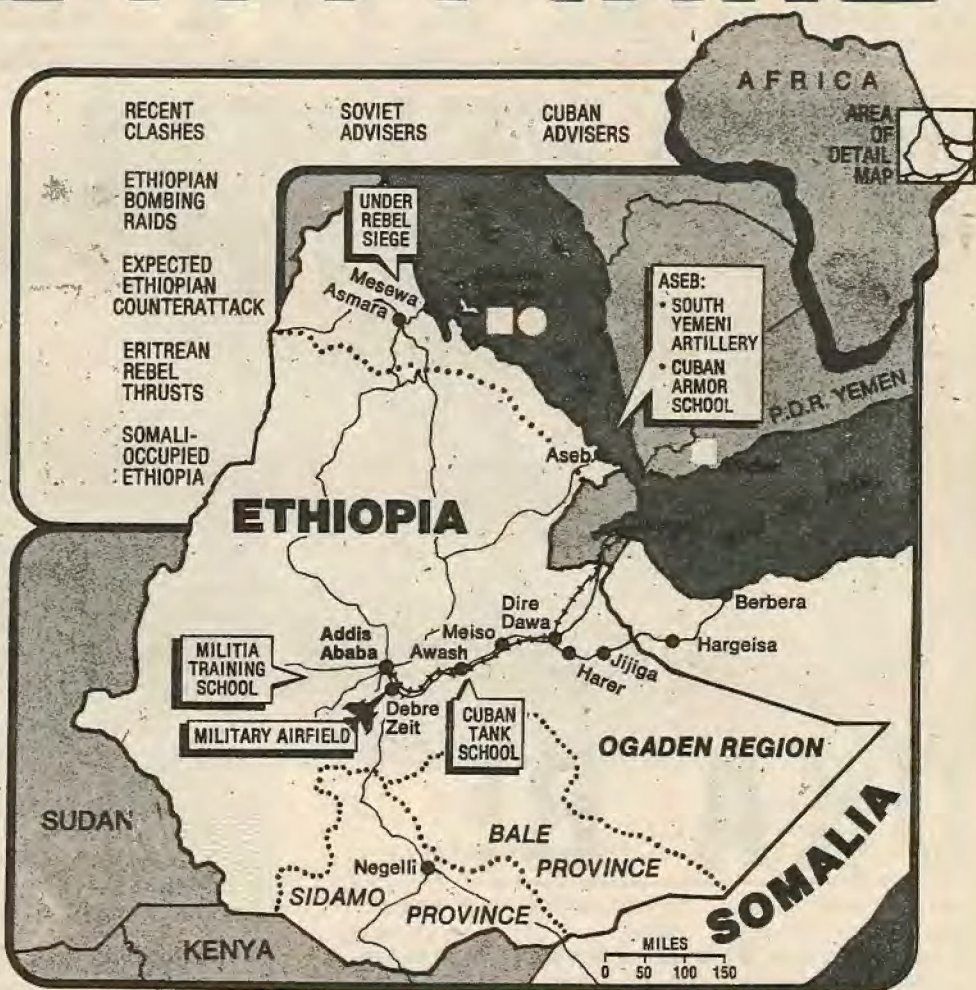 RECENT
CLASHES
SOVIET
ADVISERS
CUBAN
ADVISERS
ETHIOPIAN
BOMBING
RAIDS
EXPECTED
ETHIOPIAN
COUNTERATTACK
ERITREAN
REBEL
THRUSTS
SOMALI-
OCCUPIED
ETHIOPIA
AFRICA
AREA
OF
DETAIL
MAP
UNDER
REBEL
SIEGE
Mesewa
Asmara
ASEB:
• SOUTH
YEMENI
ARTILLERY
• CUBAN
ARMOR
SCHOOL
P.D.R. YEMEN
Aseb
ETHIOPIA
Berbera
Hargeisa
Dire
Dawa
Jijiga
Harer
Meiso
Awash
Addis
Ababa
Debre
Zeit
MILITIA
TRAINING
SCHOOL
MILITARY AIRFIELD
CUBAN
TANK
SCHOOL
OGADEN REGION
SUDAN
BALE
PROVINCE
Negelli
SIDAMO
PROVINCE
SOMALIA
KENYA
MILES
0 50 100 150